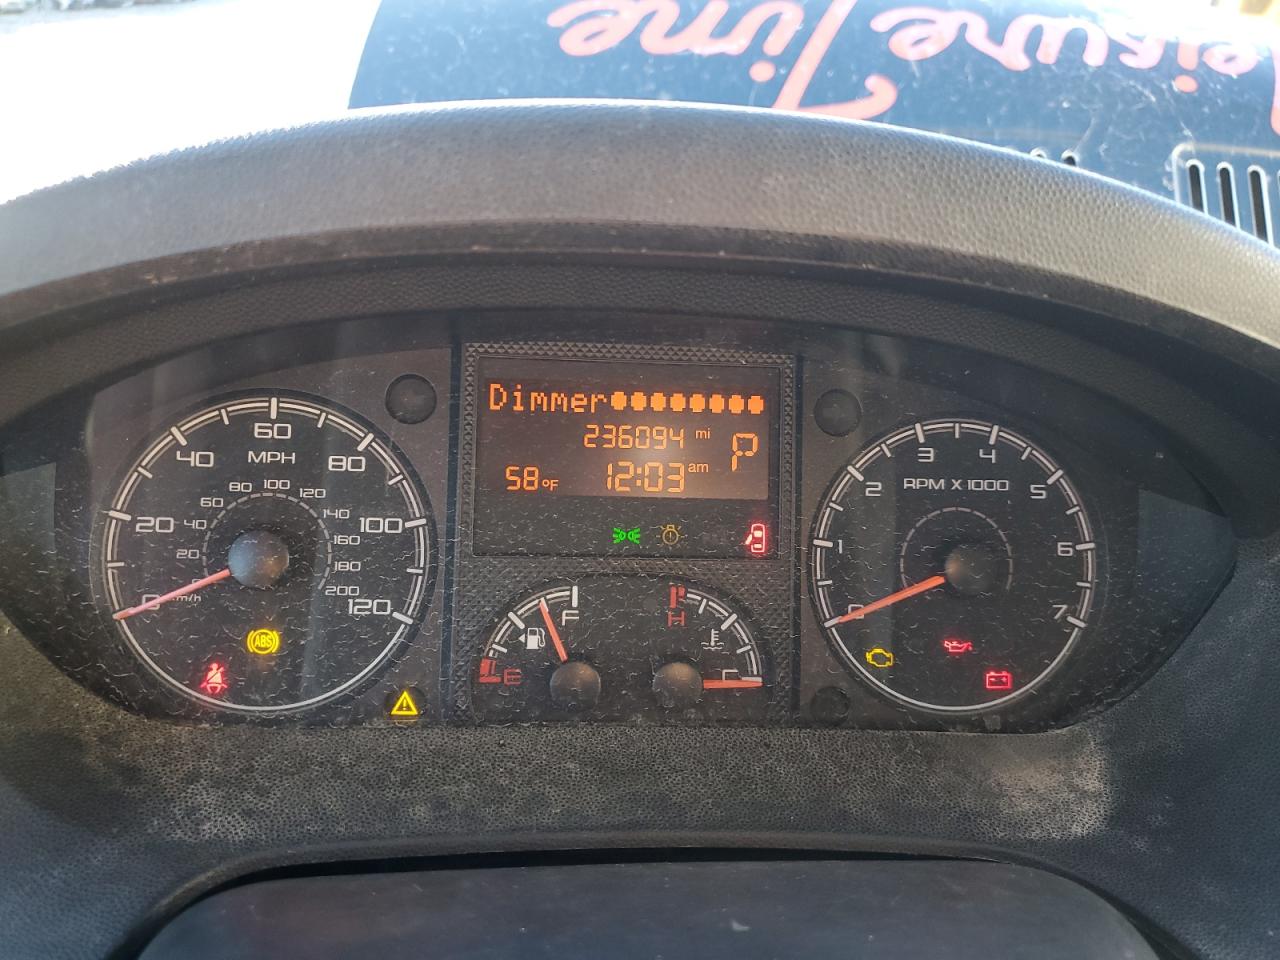 Leisure Time
Dimmer
236094 mi
P
58°F 12:03 am
0 20 40 60 80 100 120
MPH
20 40 60 80 100 120 140 160 180 200
km/h
ABS
E F
H C
0 1 2 3 4 5 6 7
RPM X 1000